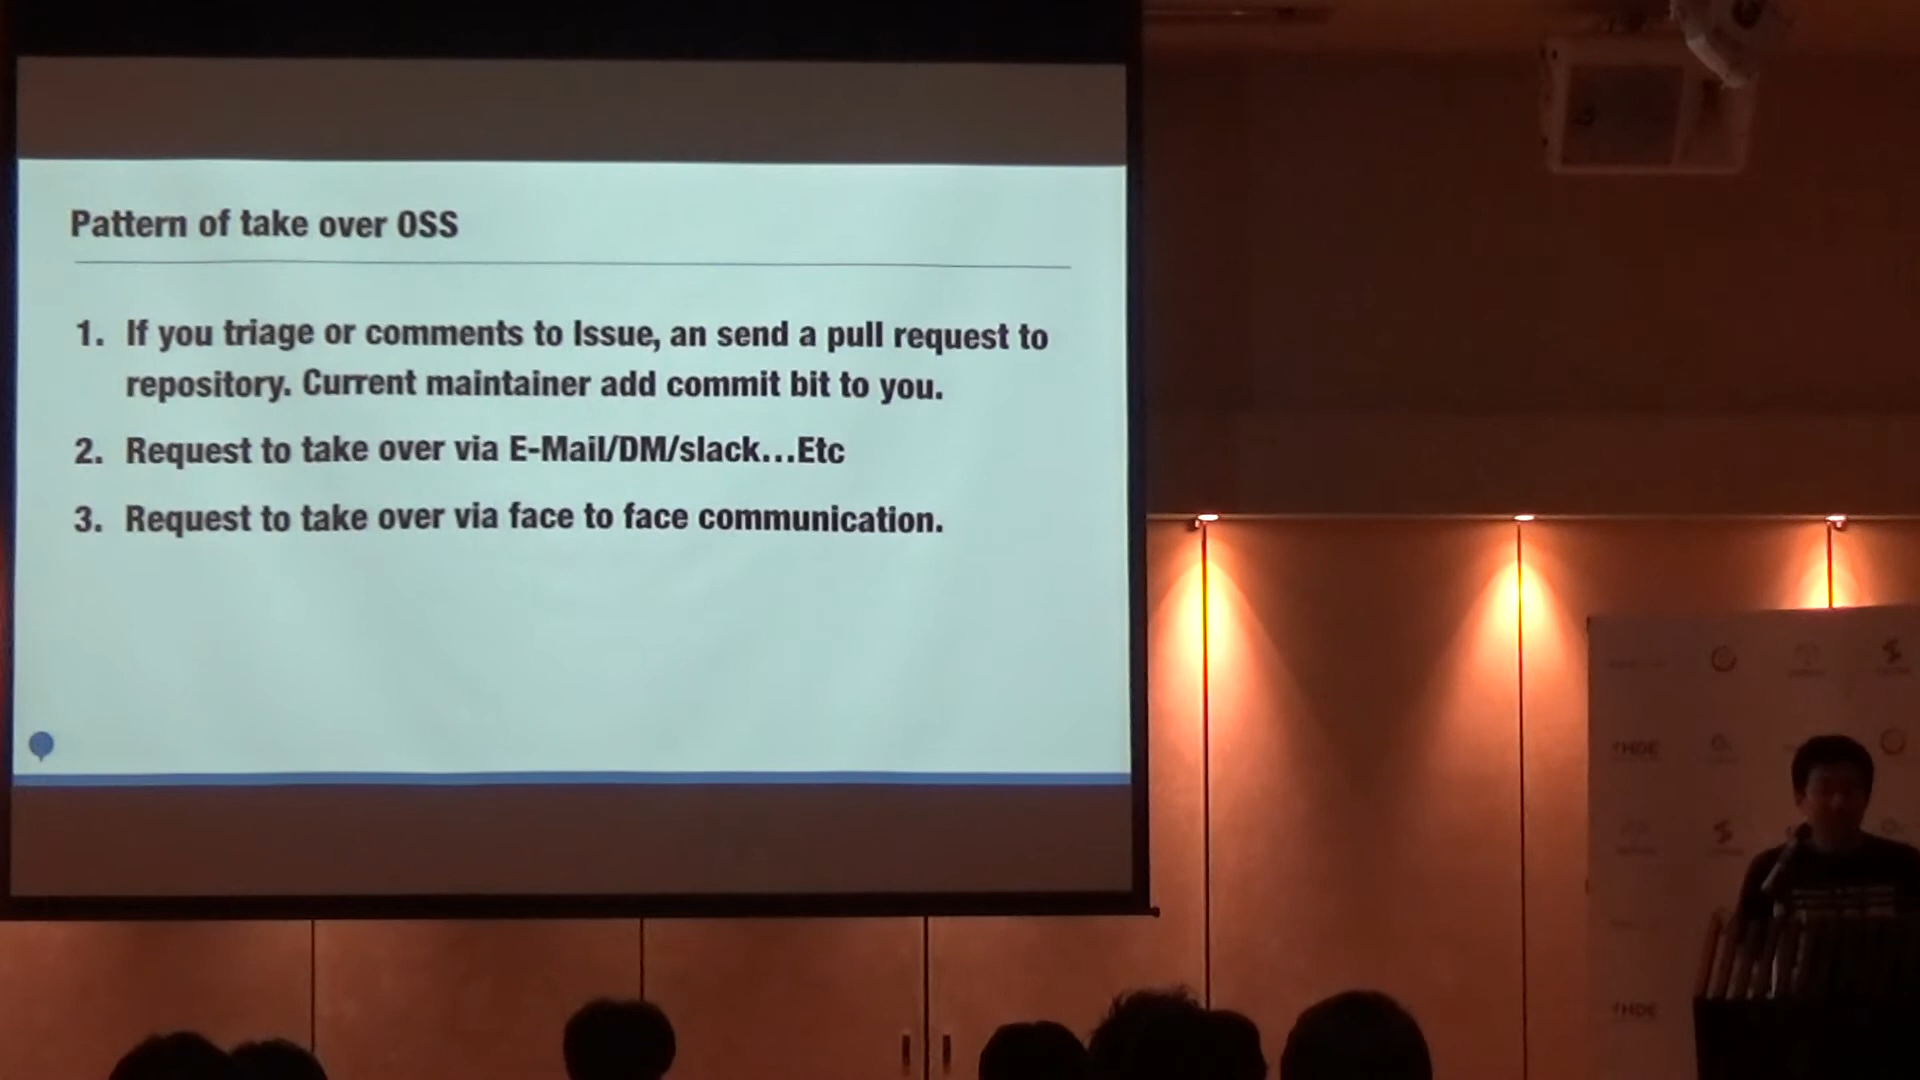 Pattern of take over OSS
1. If you triage or comments to Issue, an send a pull request to
repository. Current maintainer add commit bit to you.
2. Request to take over via E-Mail/DM/slack...Etc
3. Request to take over via face to face communication.
HDE
HDE